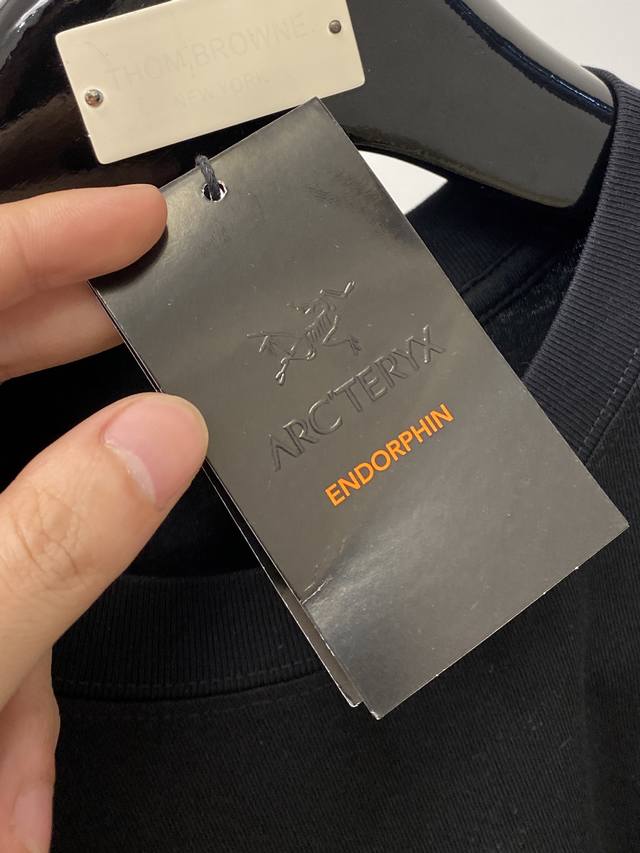 THOM BROWNE.
NEW YORK
ARC'TERYX
ENDORPHIN